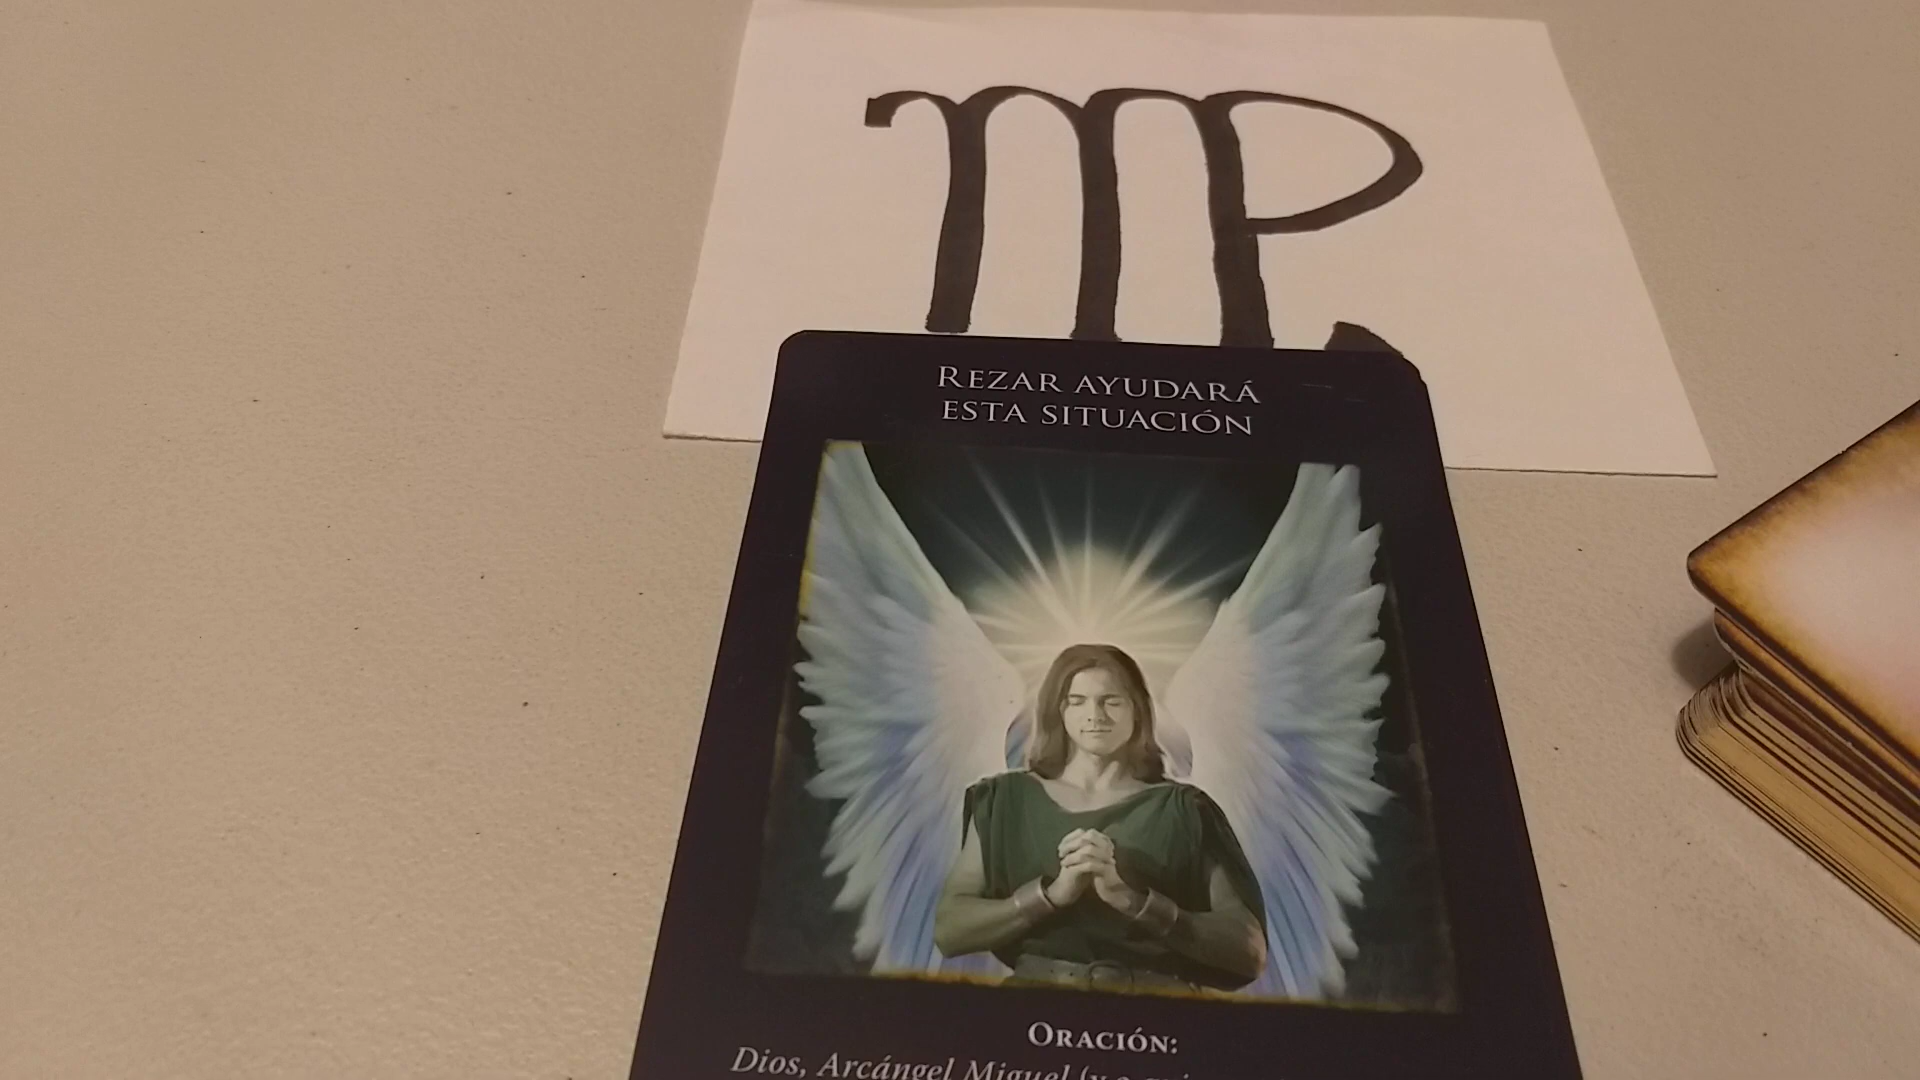 REZAR AYUDARÁ
ESTA SITUACIÓN
ORACIÓN:
Dios, Arcángel Miguel (y a